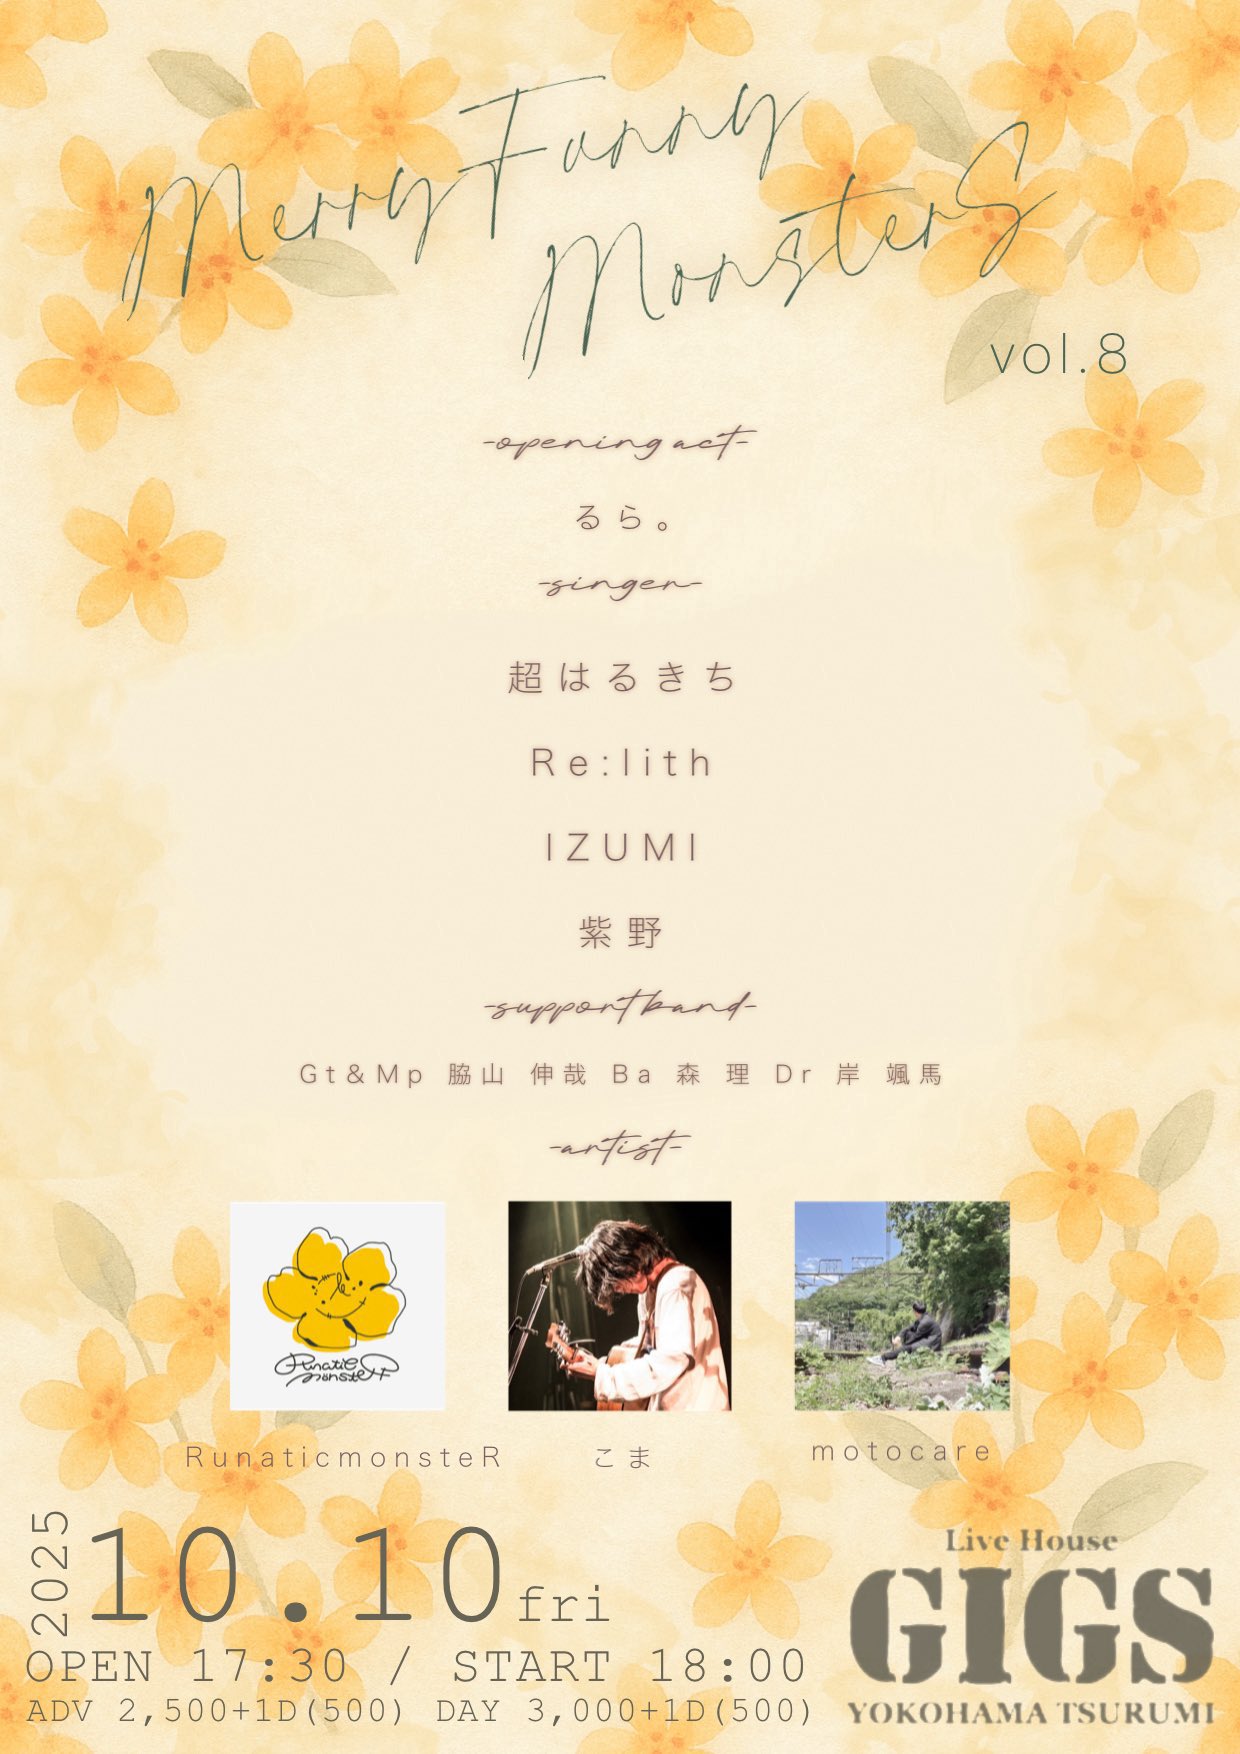 Merry Funny
MonsterS
vol.8
-opening act-
るら。
-singer-
超はるきち
Re:lith
IZUMI
紫野
-support band-
Gt&Mp 脇山 伸哉 Ba 森 理 Dr 岸 颯馬
-artist-
RunaticmonsteR
RunaticmonsteR こま motocare
2025
10.10 fri
OPEN 17:30 / START 18:00
ADV 2,500+1D(500) DAY 3,000+1D(500)
Live House
GIGS
YOKOHAMA TSURUMI